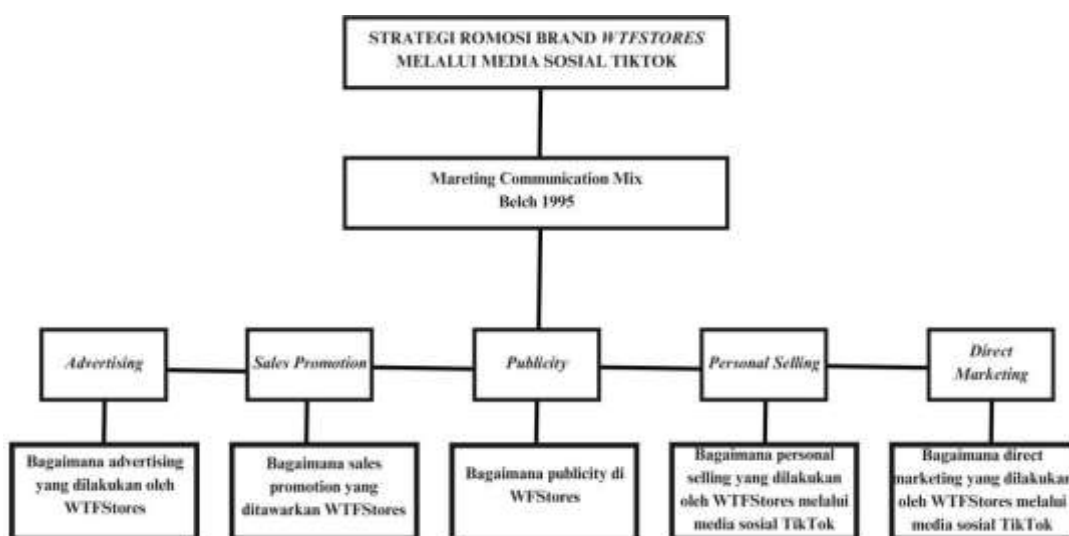 STRATEGI ROMOSI BRAND WTFSTORES
MELALUI MEDIA SOSIAL TIKTOK
Mareting Communication Mix
Belch 1995
Advertising
Sales Promotion
Publicity
Personal Selling
Direct
Marketing
Bagaimana advertising
yang dilakukan oleh
WTFStores
Bagaimana sales
promotion yang
ditawarkan WTFStores
Bagaimana publicity di
WFStores
Bagaimana personal
selling yang dilakukan
oleh WTFStores melalui
media sosial TikTok
Bagaimana direct
marketing yang dilakukan
oleh WTFStores melalui
media sosial TikTok